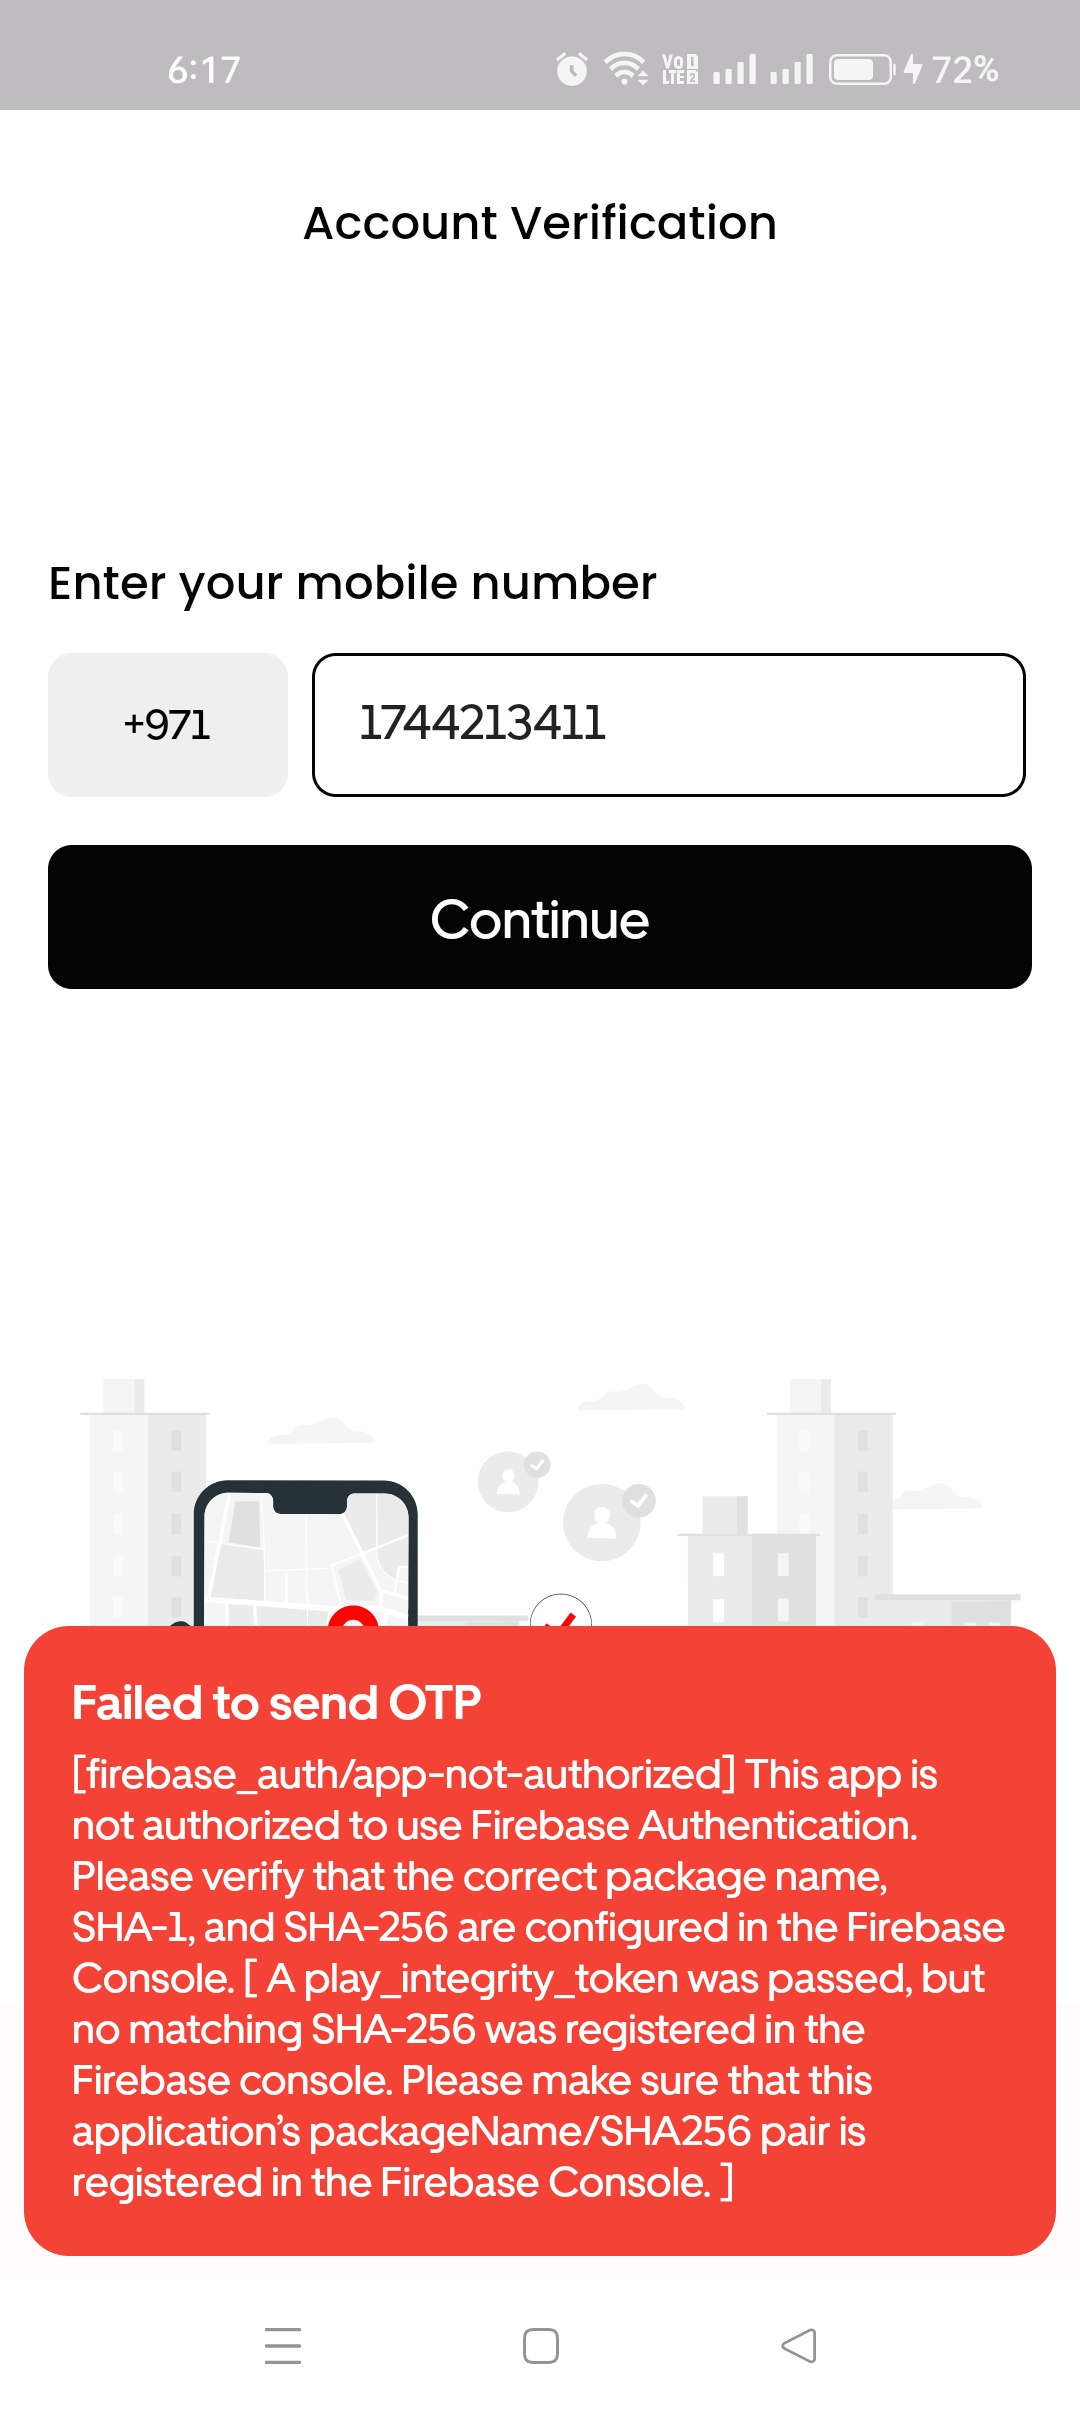 6:17
Vo 1
LTE 2
72%
Account Verification
Enter your mobile number
+971
1744213411
Continue
Failed to send OTP
[firebase_auth/app-not-authorized] This app is
not authorized to use Firebase Authentication.
Please verify that the correct package name,
SHA-1, and SHA-256 are configured in the Firebase
Console. [ A play_integrity_token was passed, but
no matching SHA-256 was registered in the
Firebase console. Please make sure that this
application’s packageName/SHA256 pair is
registered in the Firebase Console. ]